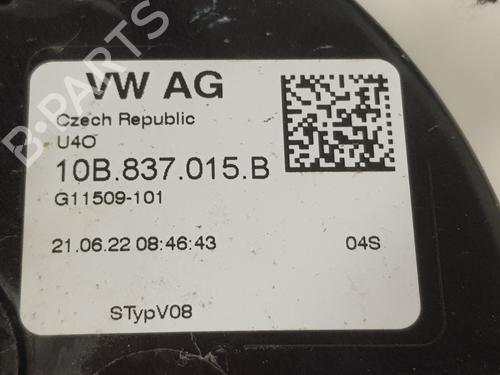 VW AG
Czech Republic
U4O
10B.837.015.B
G11509-101
21.06.22 08:46:43 04S
STypV08
B-PARTS